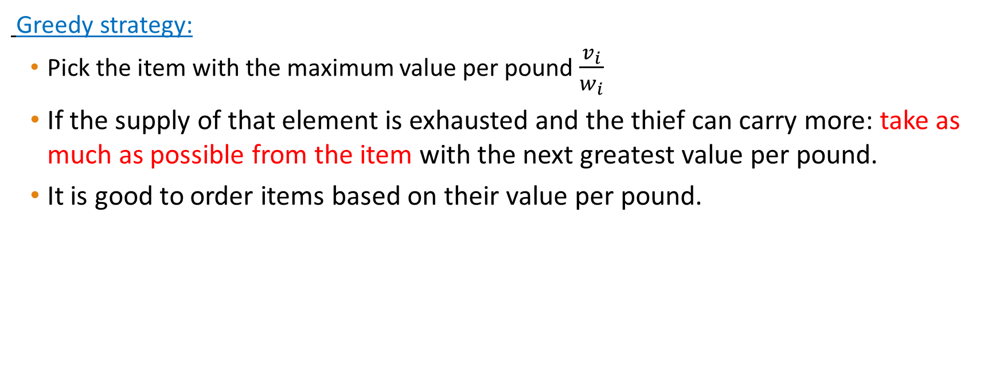 Greedy strategy:
• Pick the item with the maximum value per pound $\frac{v_i}{w_i}$
• If the supply of that element is exhausted and the thief can carry more: take as
much as possible from the item with the next greatest value per pound.
• It is good to order items based on their value per pound.